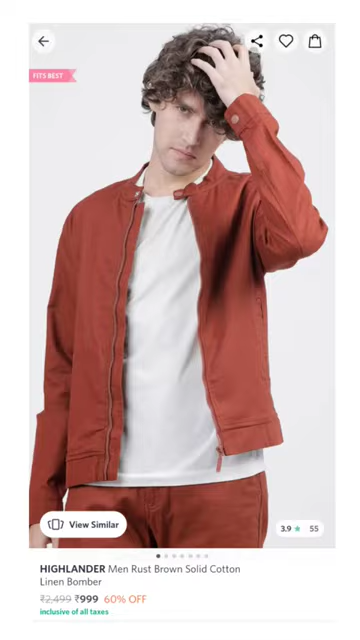 FITS BEST
View Similar
3.9 ★ 55
HIGHLANDER Men Rust Brown Solid Cotton
Linen Bomber
₹2,499 ₹999 60% OFF
inclusive of all taxes